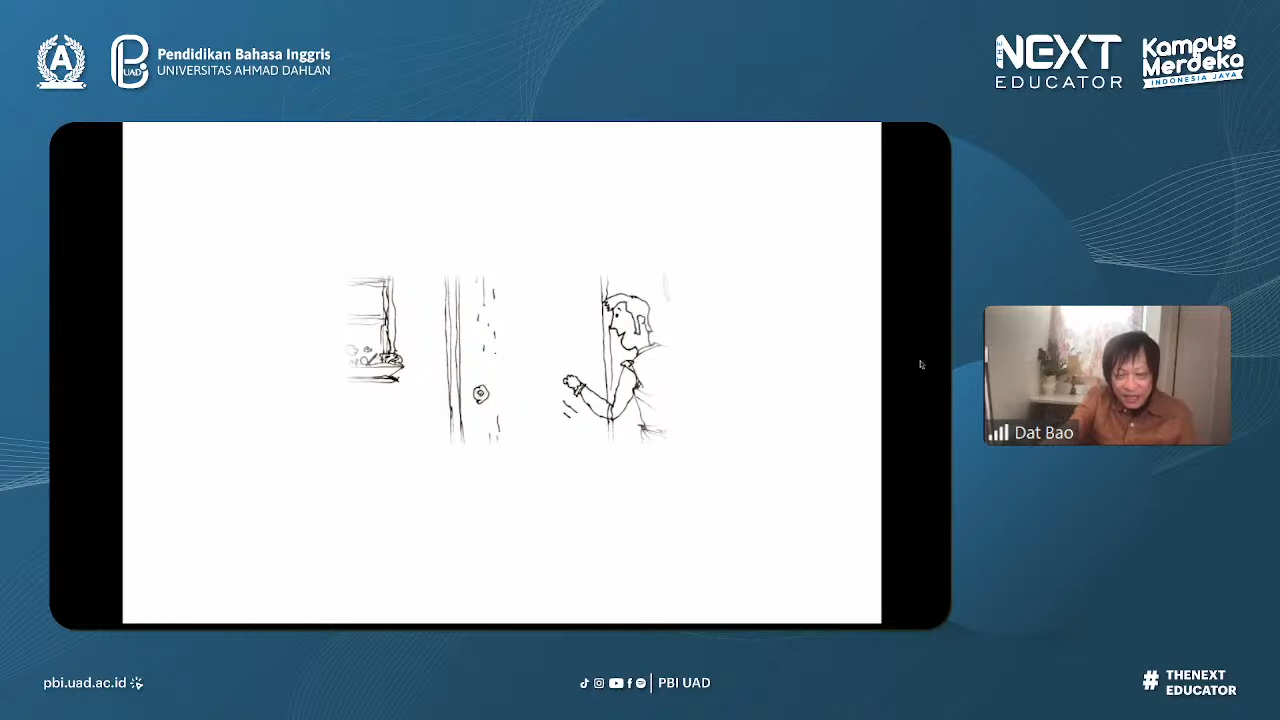 A
UAD
Pendidikan Bahasa Inggris
UNIVERSITAS AHMAD DAHLAN
THE NEXT
EDUCATOR
Kampus
Merdeka
INDONESIA JAYA
Dat Bao
pbi.uad.ac.id
PBI UAD
# THENEXT
EDUCATOR